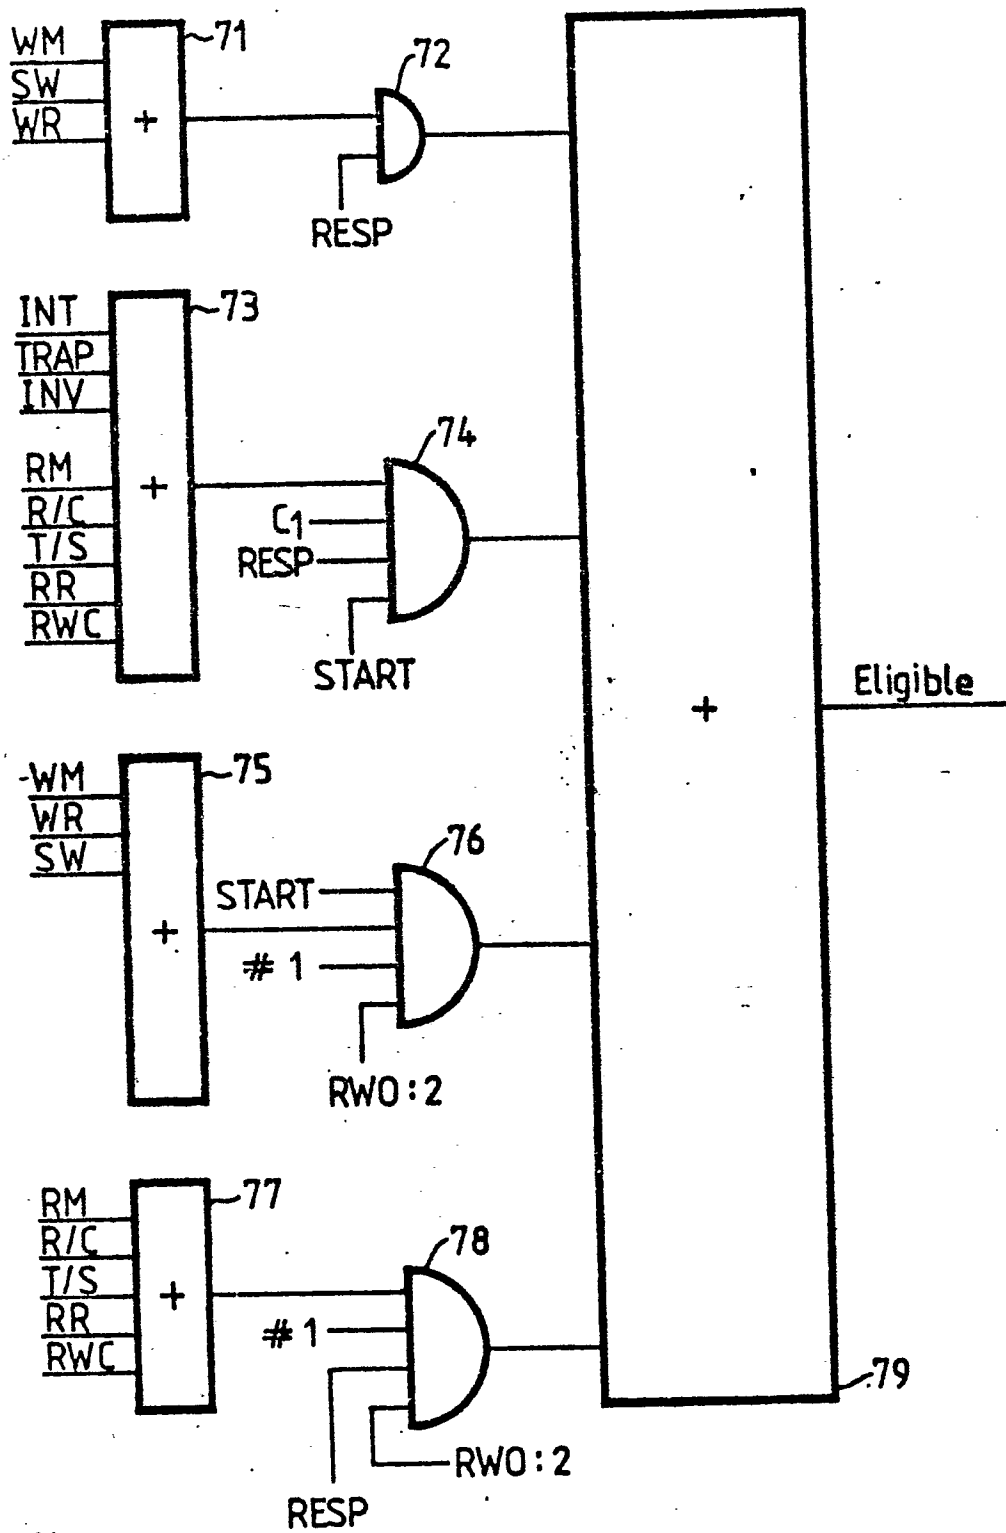 WM
SW
WR
+
71
72
RESP
INT
TRAP
INV
RM
R/C
T/S
RR
RWC
+
73
74
C1
RESP
START
+
Eligible
WM
WR
SW
+
75
76
START
# 1
RWO : 2
RM
R/C
T/S
RR
RWC
+
77
78
# 1
RESP
RWO : 2
79